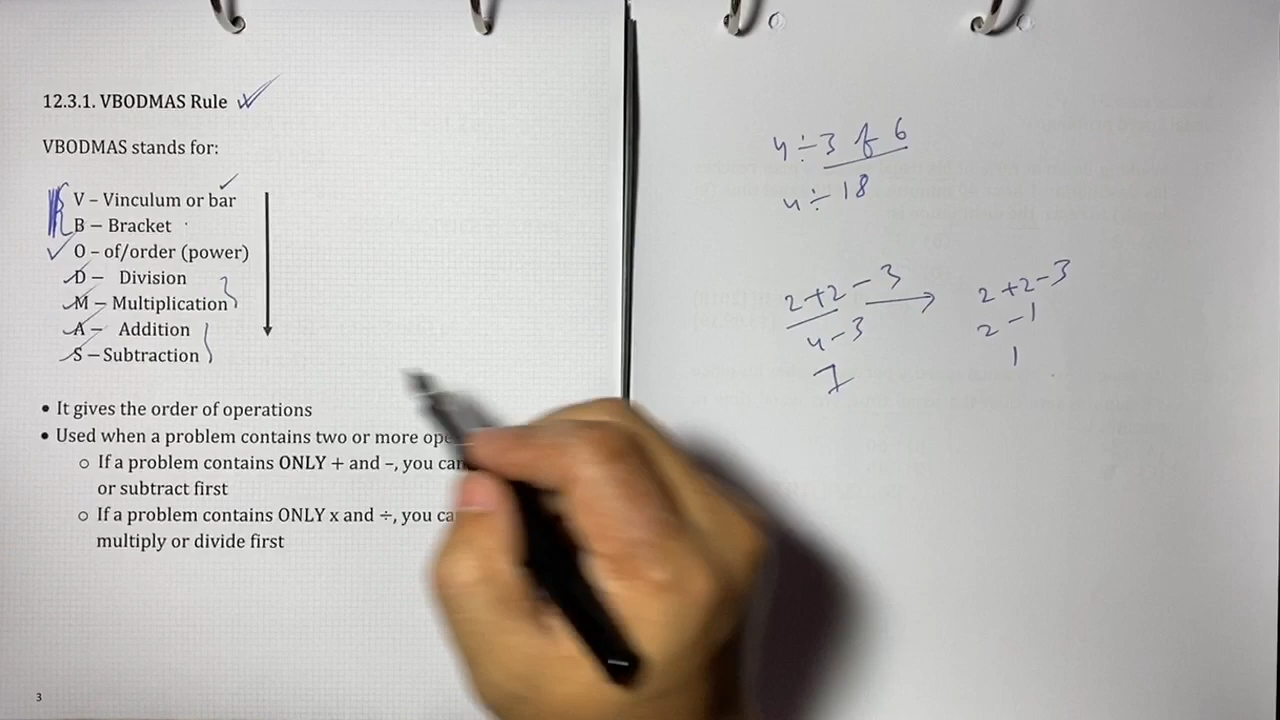 12.3.1. VBODMAS Rule
VBODMAS stands for:
V – Vinculum or bar
B – Bracket
O – of/order (power)
D – Division
M – Multiplication
A – Addition
S – Subtraction
• It gives the order of operations
• Used when a problem contains two or more
o If a problem contains ONLY + and –, you can
or subtract first
o If a problem contains ONLY x and ÷, you
multiply or divide first
3
4 ÷ 3 of 6
4 ÷ 18
2+2-3
4-3
1
2+2-3
2-1
1